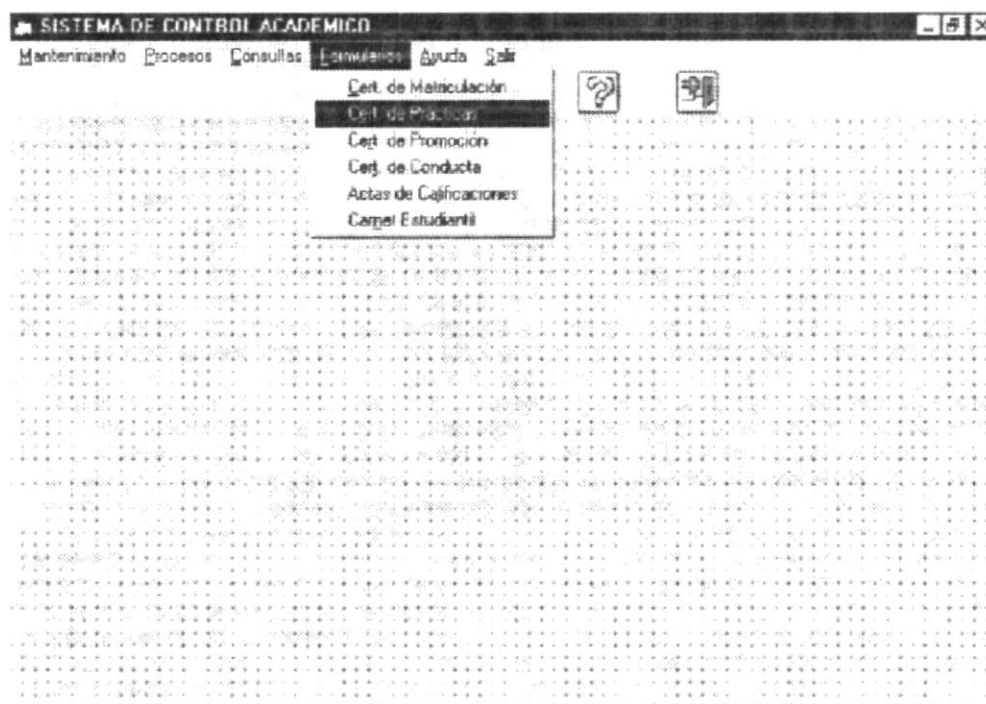 SISTEMA DE CONTROL ACADEMICO
Mantenimiento Procesos Consultas Formularios Ayuda Salir
Cert. de Matriculación
Cert. de Prácticas
Cert. de Promoción
Cert. de Conducta
Actas de Calificaciones
Carnet Estudiantil